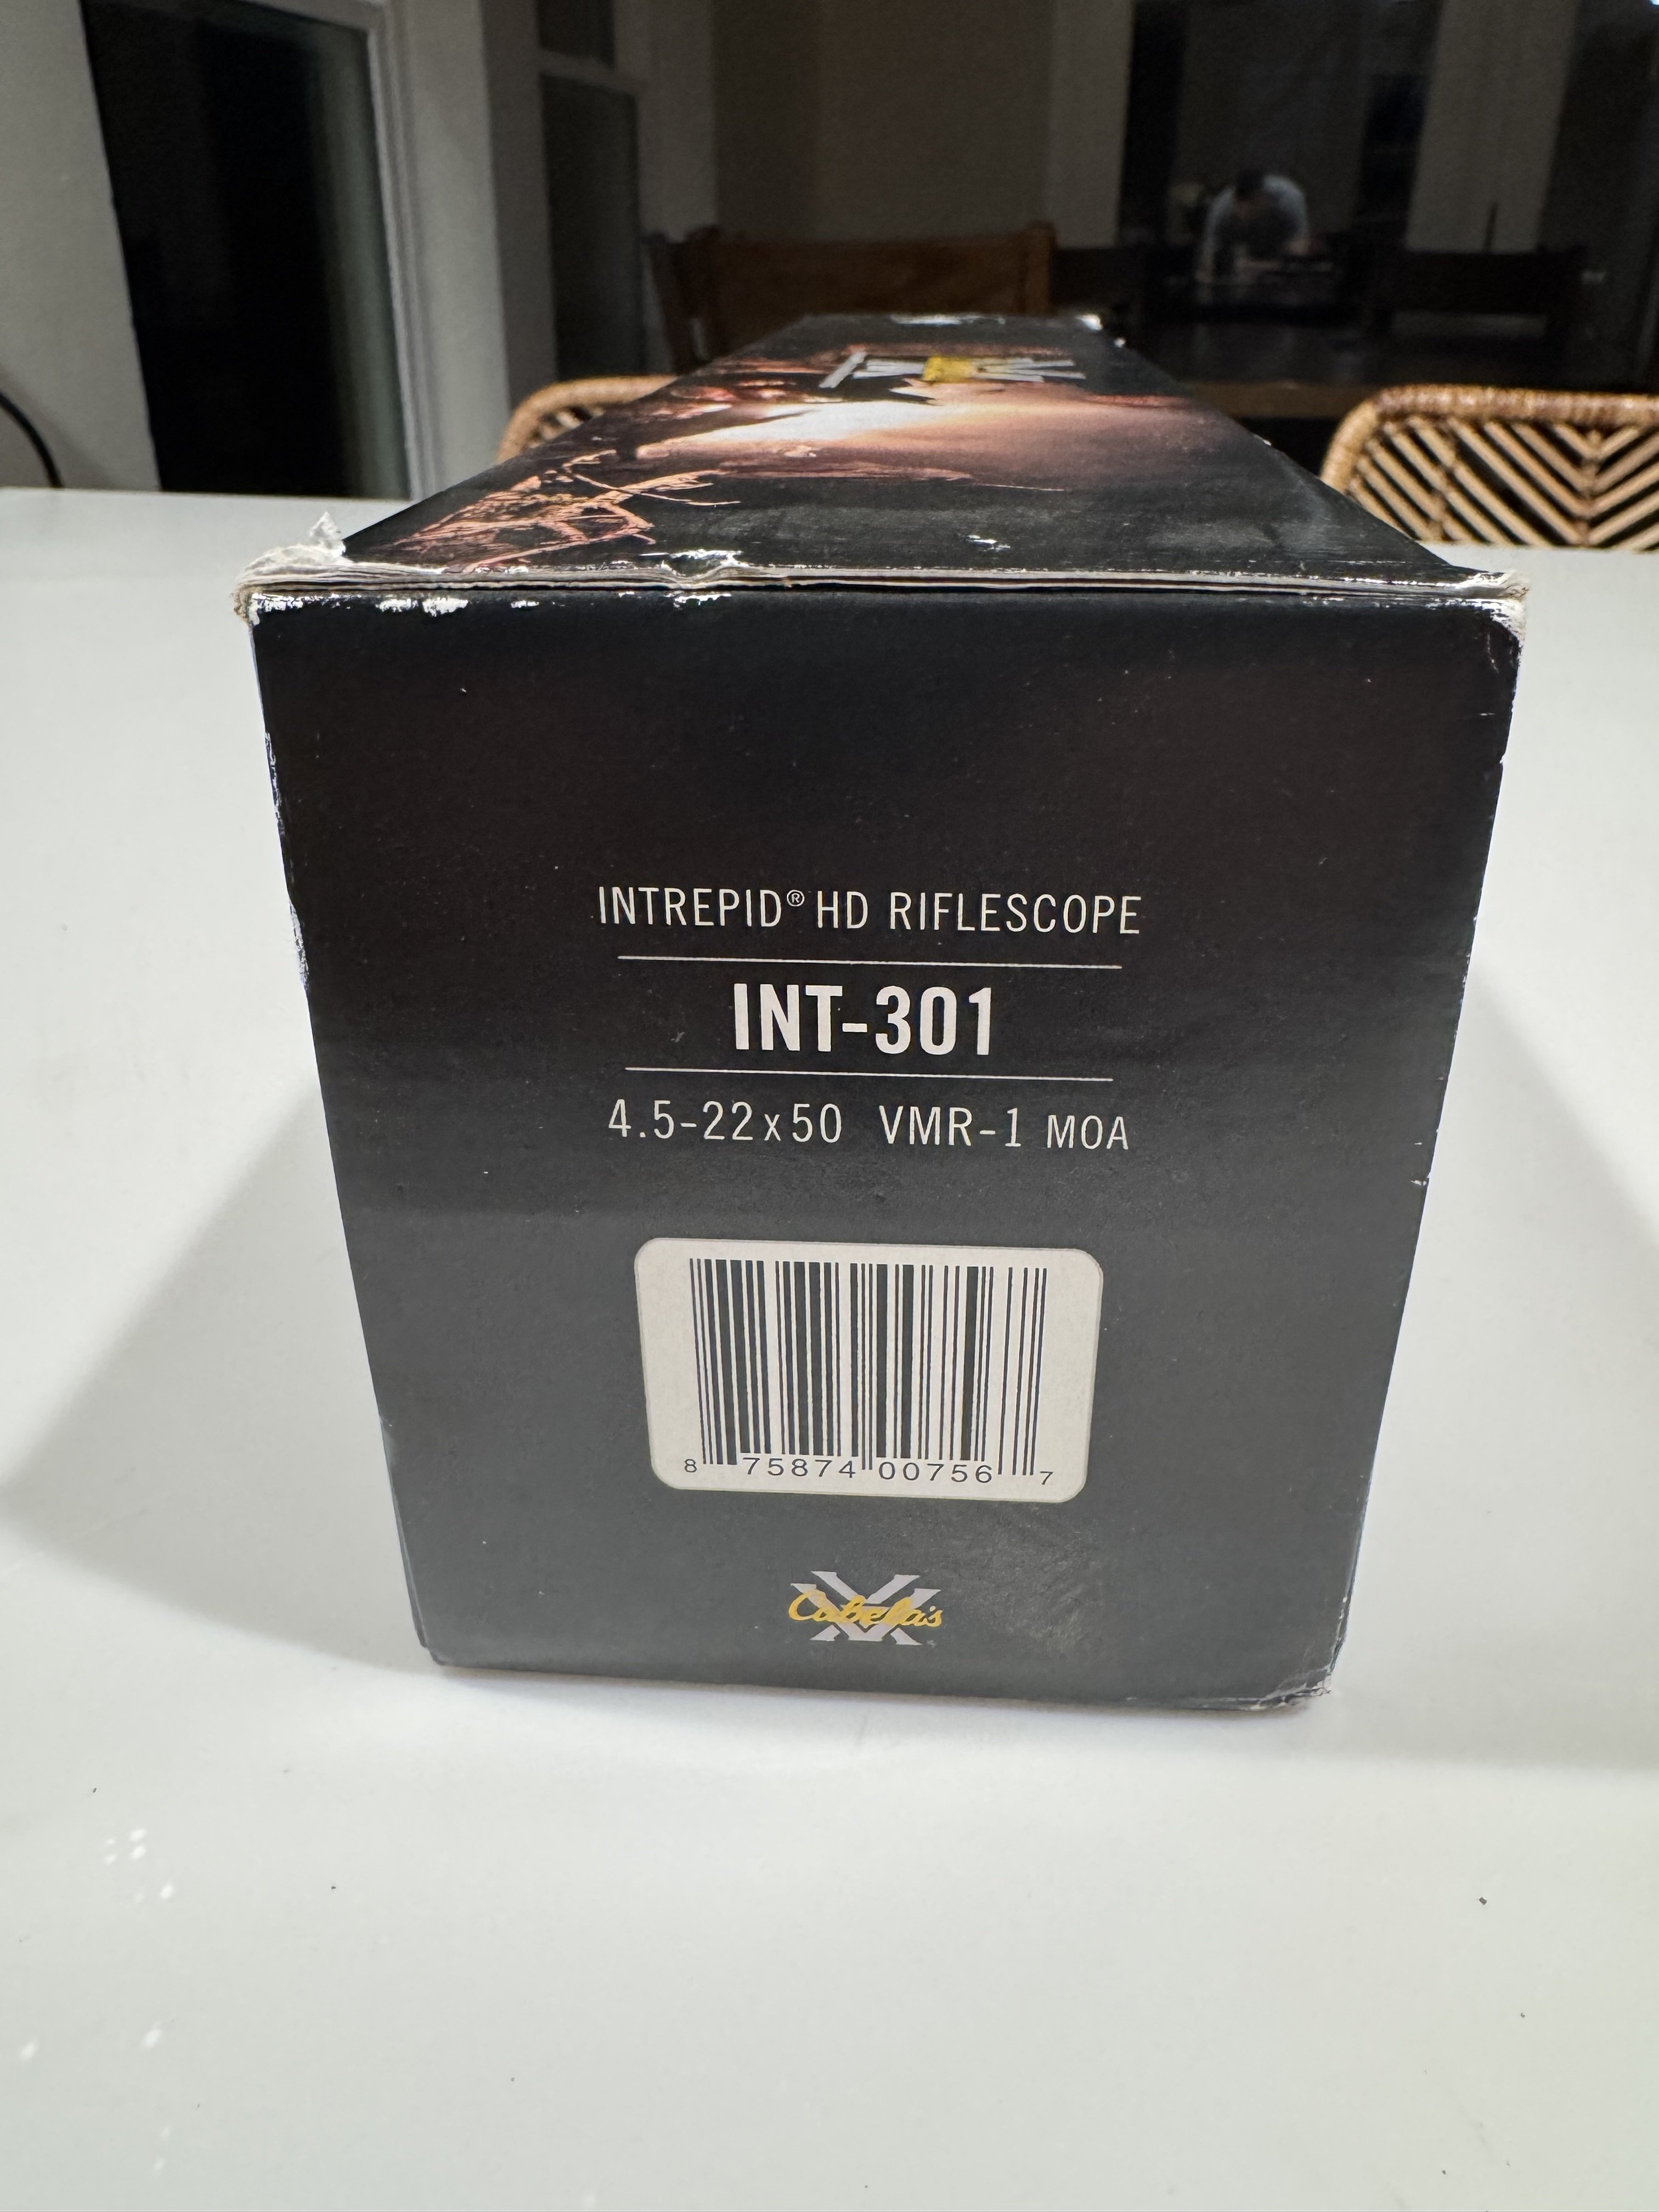 INTREPID® HD RIFLESCOPE
INT-301
4.5-22x50 VMR-1 MOA
8 75874 00756 7
Cabela's